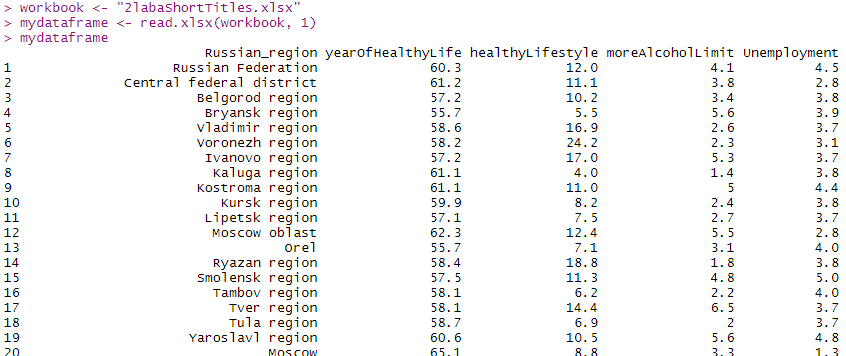 > workbook <- "2labaShortTitles.xlsx"
> mydataframe <- read.xlsx(workbook, 1)
> mydataframe
Russian_region yearOfHealthyLife healthyLifestyle moreAlcoholLimit Unemployment
1 Russian Federation 60.3 12.0 4.1 4.5
2 Central federal district 61.2 11.1 3.8 2.8
3 Belgorod region 57.2 10.2 3.4 3.8
4 Bryansk region 55.7 5.5 5.6 3.9
5 Vladimir region 58.6 16.9 2.6 3.7
6 Voronezh region 58.2 24.2 2.3 3.1
7 Ivanovo region 57.2 17.0 5.3 3.7
8 Kaluga region 61.1 4.0 1.4 3.8
9 Kostroma region 61.1 11.0 5 4.4
10 Kursk region 59.9 8.2 2.4 3.8
11 Lipetsk region 57.1 7.5 2.7 3.7
12 Moscow oblast 62.3 12.4 5.5 2.8
13 Orel 55.7 7.1 3.1 4.0
14 Ryazan region 58.4 18.8 1.8 3.8
15 Smolensk region 57.5 11.3 4.8 5.0
16 Tambov region 58.1 6.2 2.2 4.0
17 Tver region 58.1 14.4 6.5 3.7
18 Tula region 58.7 6.9 2 3.7
19 Yaroslavl region 60.6 10.5 5.6 4.8
20 Moscow 65.1 8.8 3.3 1.3